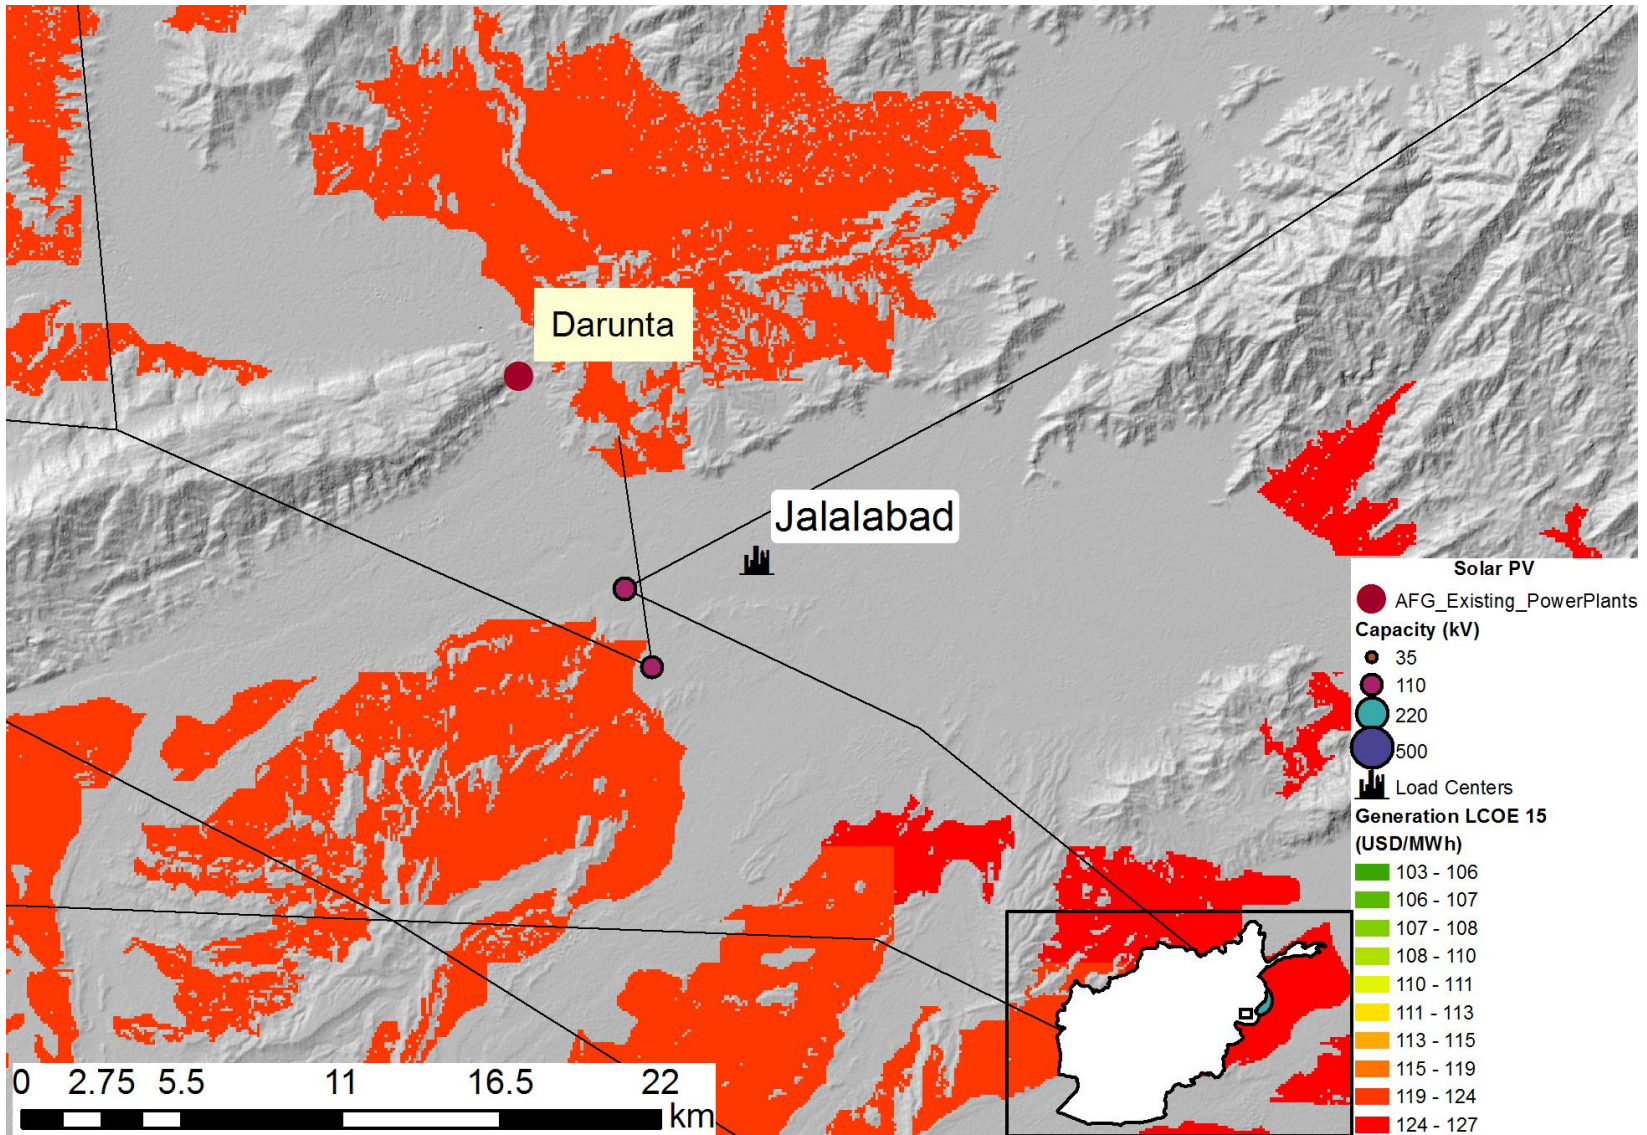 Darunta
Jalalabad
Solar PV
AFG_Existing_PowerPlants
Capacity (kV)
35
110
220
500
Load Centers
Generation LCOE 15
(USD/MWh)
103 - 106
106 - 107
107 - 108
108 - 110
110 - 111
111 - 113
113 - 115
115 - 119
119 - 124
124 - 127
0 2.75 5.5 11 16.5 22
km